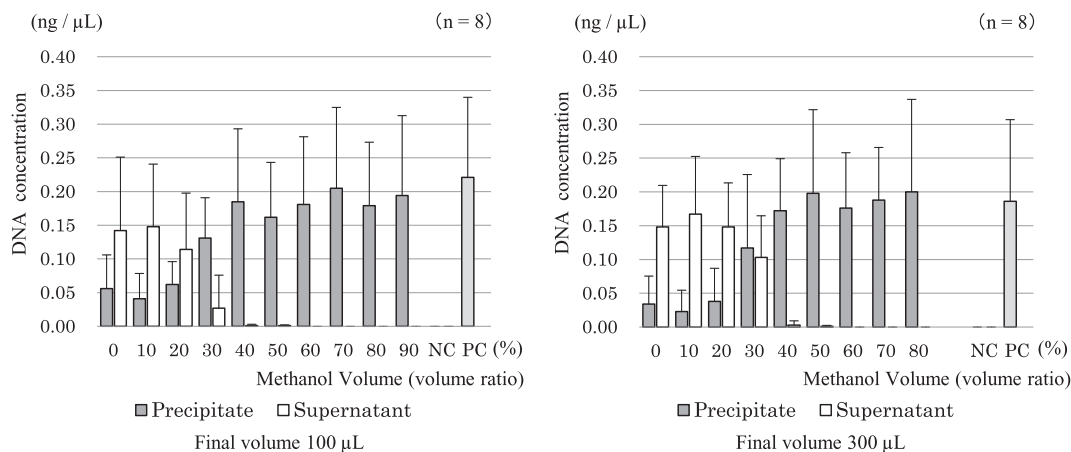 (ng / µL)
(n = 8)
DNA concentration
0.40
0.35
0.30
0.25
0.20
0.15
0.10
0.05
0.00
0 10 20 30 40 50 60 70 80 90 NC PC (%)
Methanol Volume (volume ratio)
Precipitate Supernatant
Final volume 100 µL
(ng / µL)
(n = 8)
DNA concentration
0.40
0.35
0.30
0.25
0.20
0.15
0.10
0.05
0.00
0 10 20 30 40 50 60 70 80 NC PC (%)
Methanol Volume (volume ratio)
Precipitate Supernatant
Final volume 300 µL